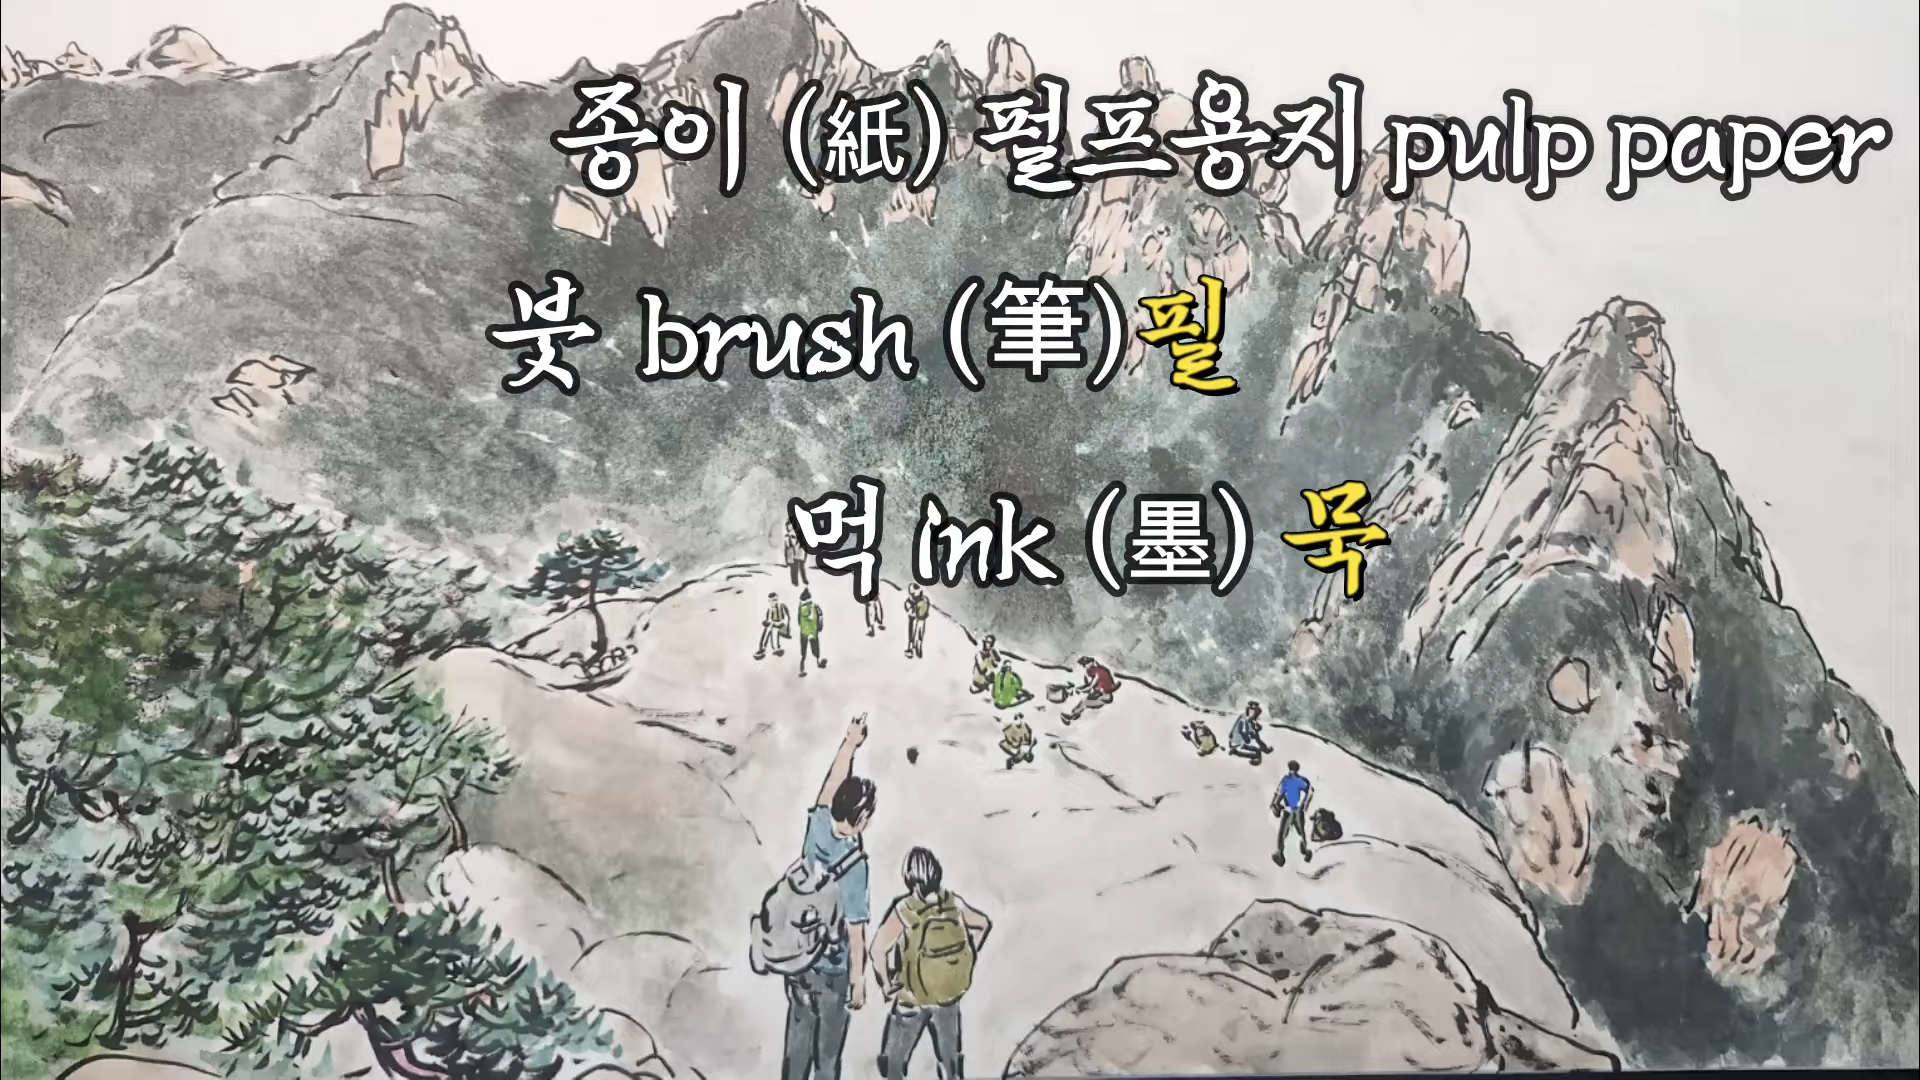 종이 (紙) 펄프용지 pulp paper
붓 brush (筆)필
먹 ink (墨) 묵